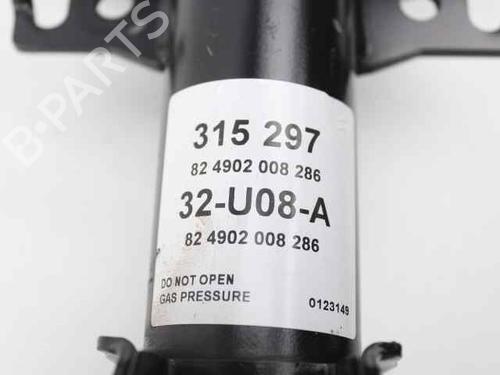 B-PARTS
315 297
82 4902 008 286
32-U08-A
82 4902 008 286
DO NOT OPEN
GAS PRESSURE
0123149